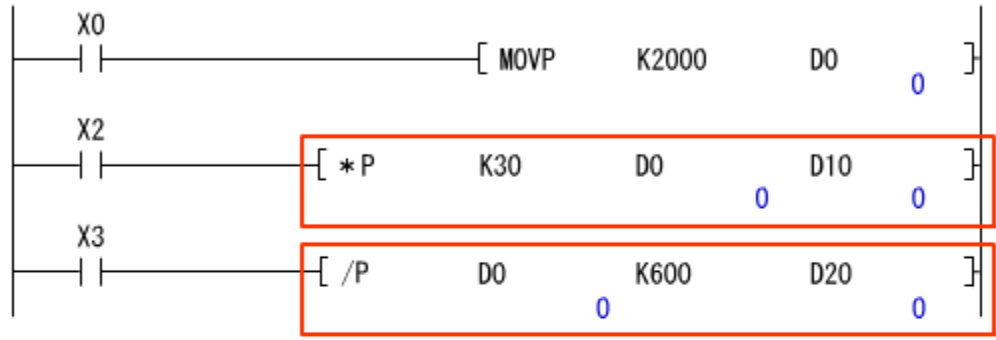 X0
[ MOVP K2000 D0 ]
0
X2
[ *P K30 D0 D10 ]
0 0
X3
[ /P D0 K600 D20 ]
0 0